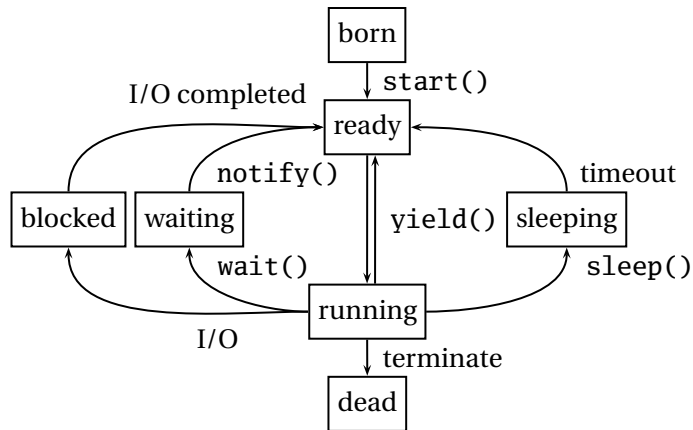 born
start()
I/O completed
ready
notify()
timeout
blocked
waiting
yield()
sleeping
wait()
sleep()
running
I/O
terminate
dead